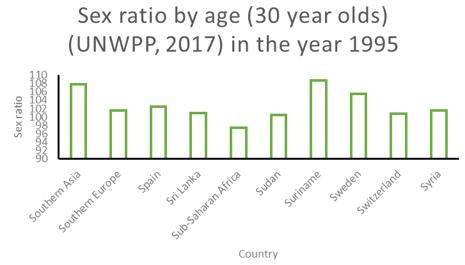 Sex ratio by age (30 year olds)
(UNWPP, 2017) in the year 1995
110
108
106
104
102
100
98
96
94
92
90
Sex ratio
Southern Asia
Southern Europe
Spain
Sri Lanka
Sub-Saharan Africa
Sudan
Suriname
Sweden
Switzerland
Syria
Country